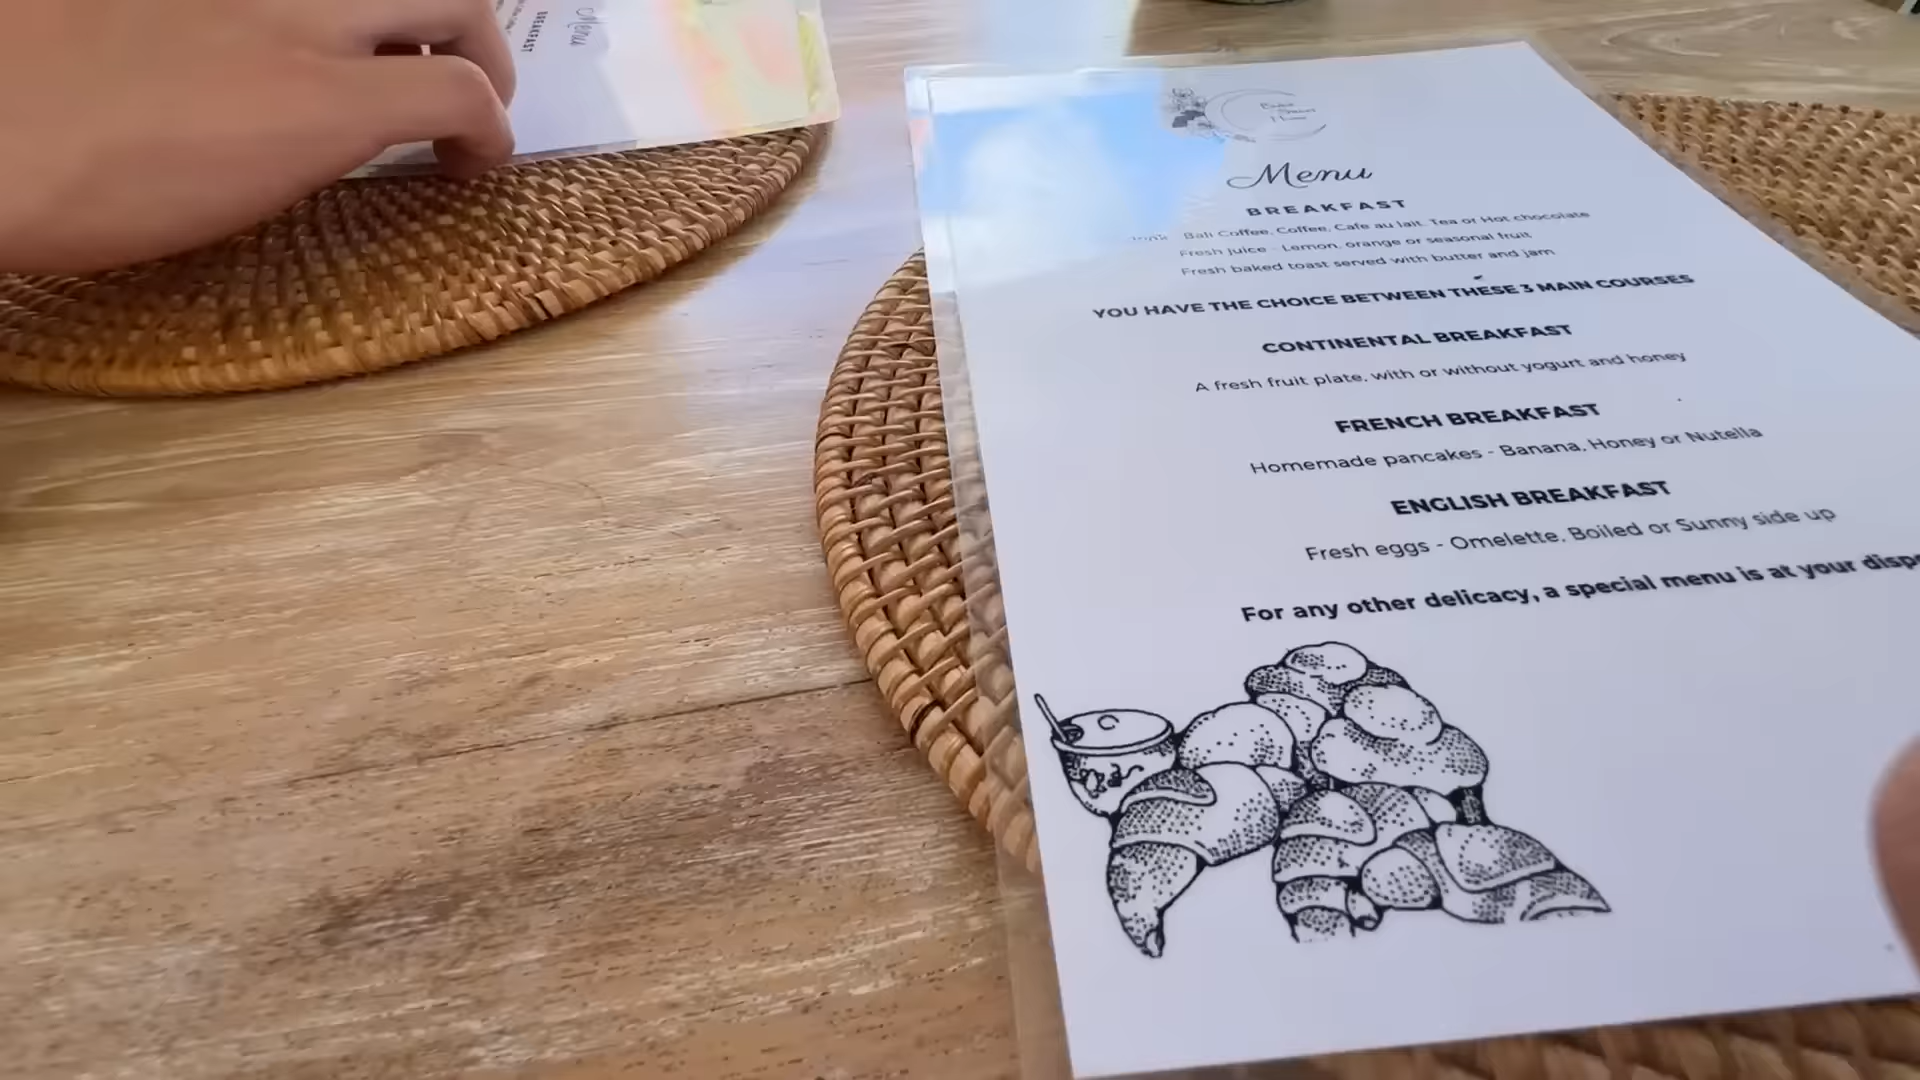 Menu
BREAKFAST
Menu
BREAKFAST
Bali Coffee, Coffee, Cafe au lait, Tea or Hot chocolate
Fresh juice - Lemon, orange or seasonal fruit
Fresh baked toast served with butter and jam
YOU HAVE THE CHOICE BETWEEN THESE 3 MAIN COURSES
CONTINENTAL BREAKFAST
A fresh fruit plate, with or without yogurt and honey
FRENCH BREAKFAST
Homemade pancakes - Banana, Honey or Nutella
ENGLISH BREAKFAST
Fresh eggs - Omelette, Boiled or Sunny side up
For any other delicacy, a special menu is at your dispo